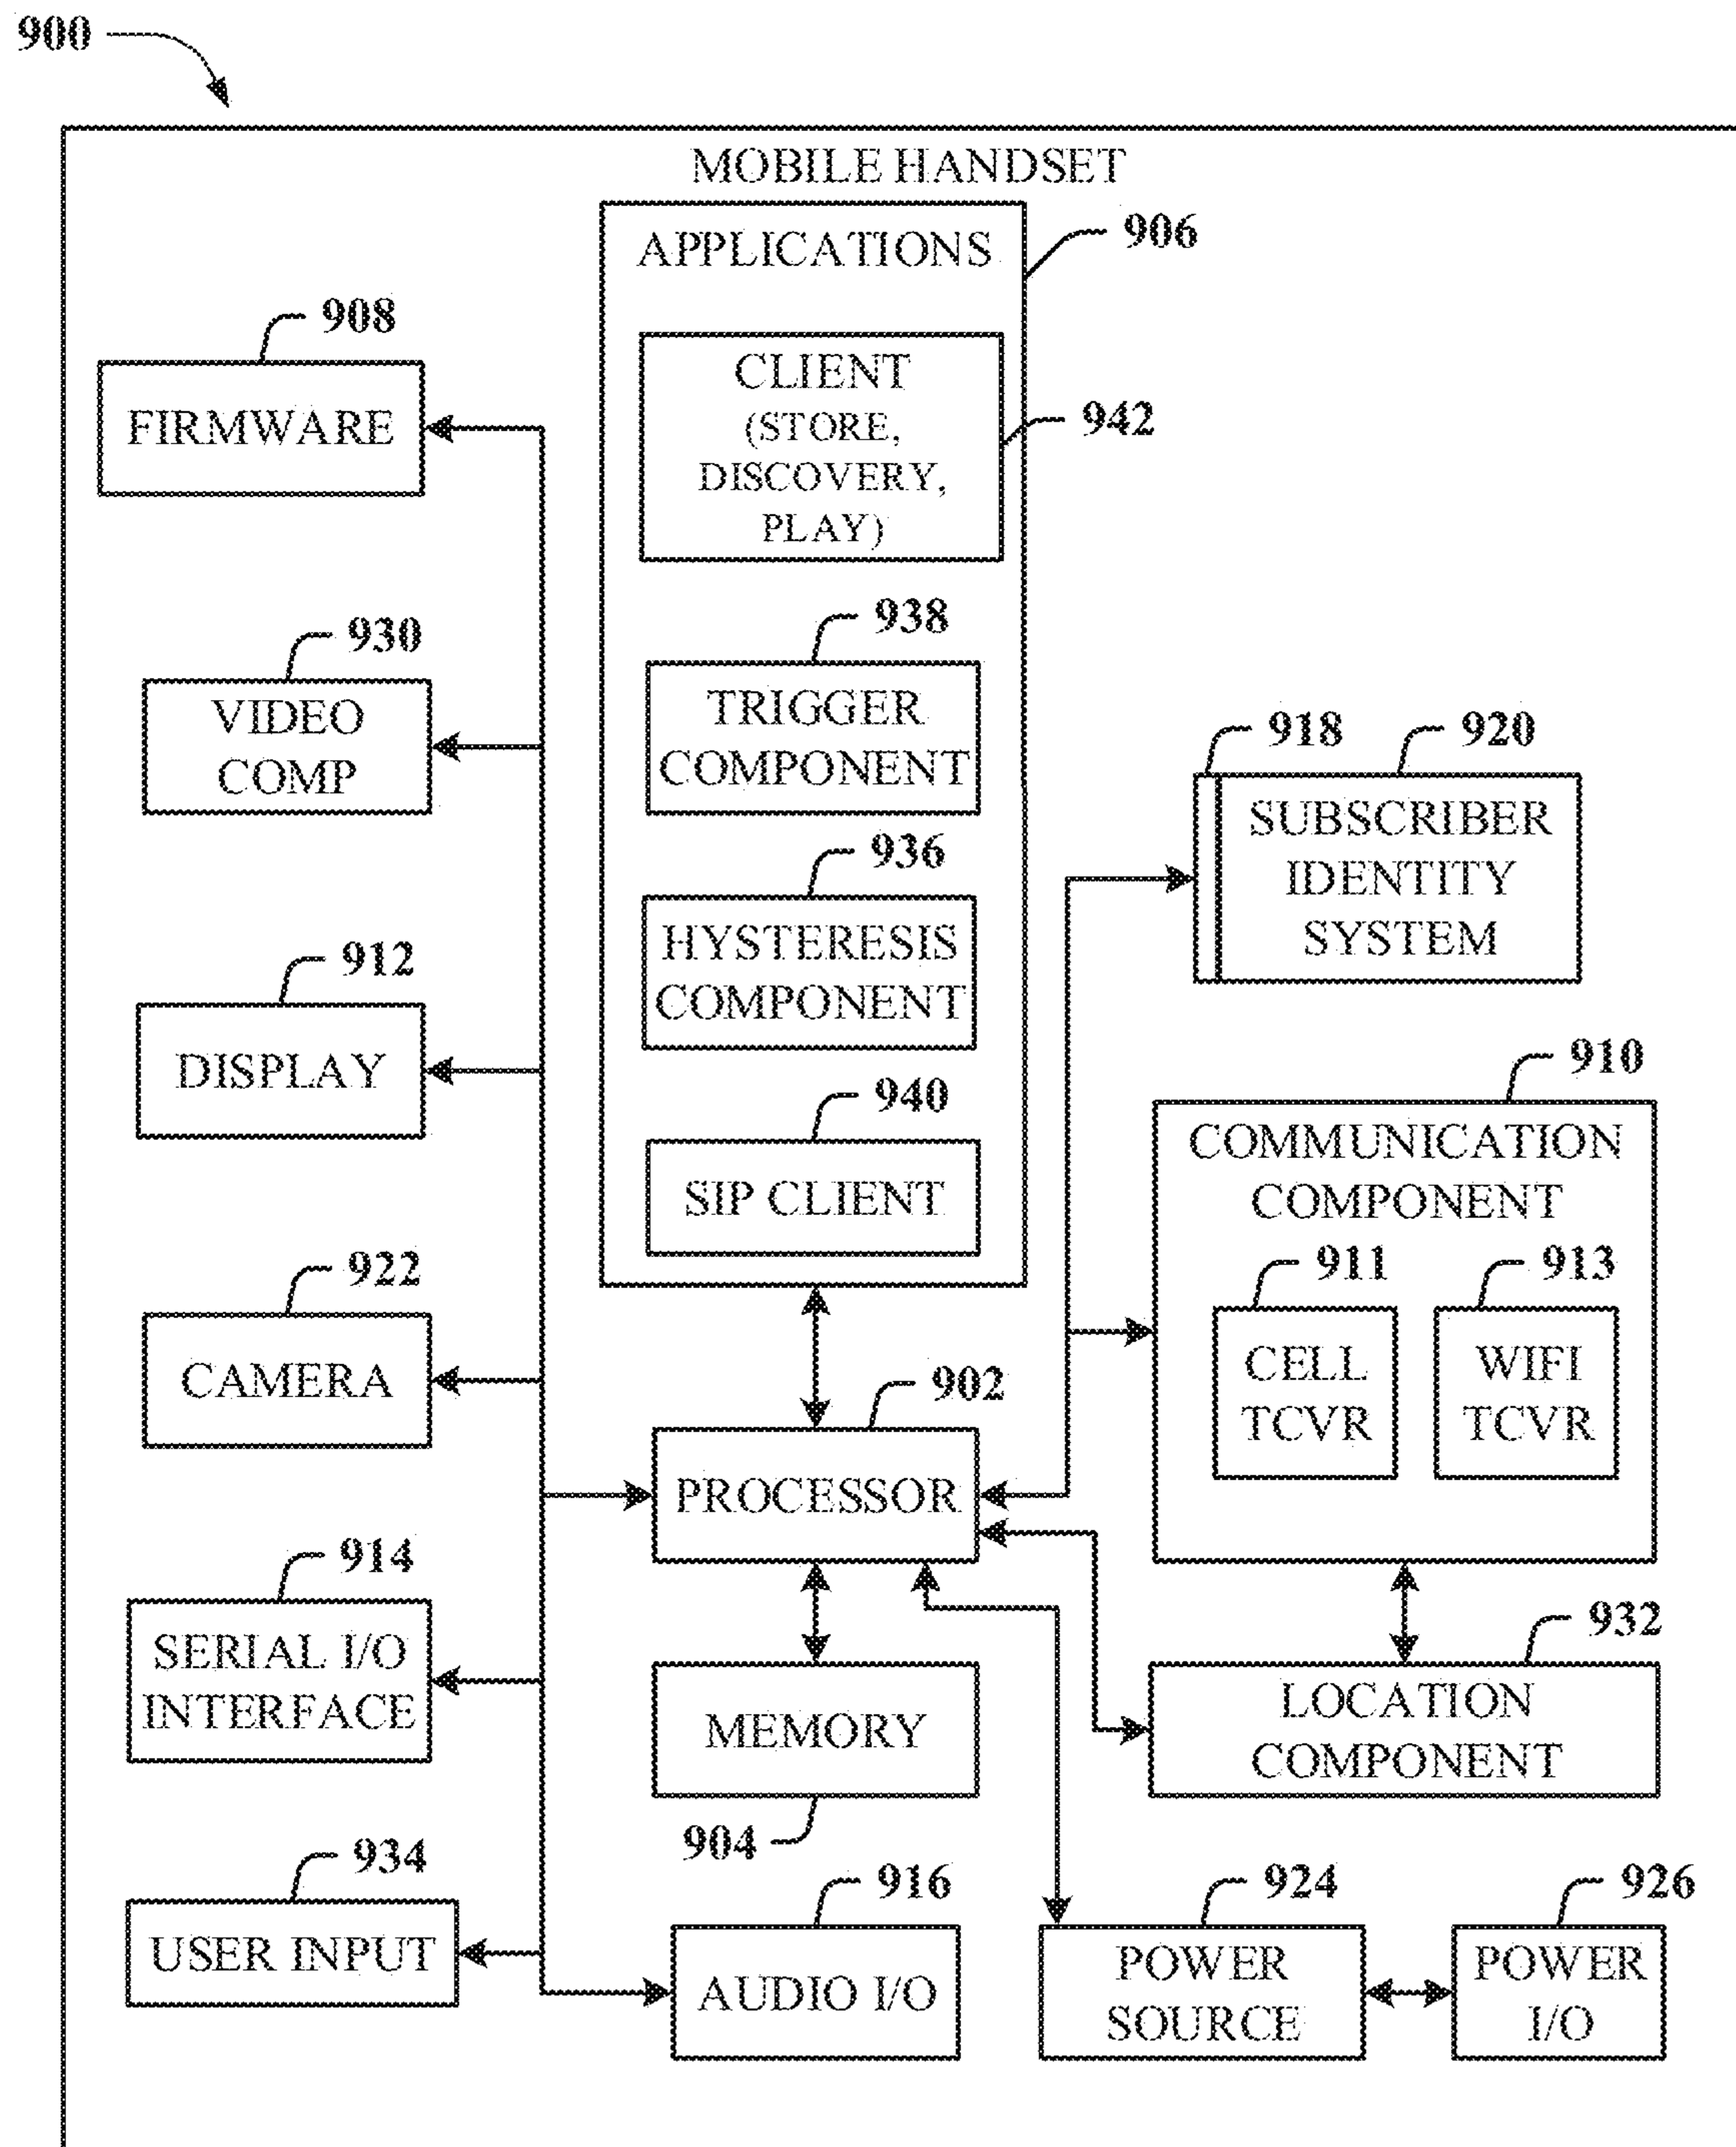 900
MOBILE HANDSET
APPLICATIONS
906
CLIENT
(STORE,
DISCOVERY,
PLAY)
942
908
FIRMWARE
938
TRIGGER
COMPONENT
930
VIDEO
COMP
918
920
SUBSCRIBER
IDENTITY
SYSTEM
936
HYSTERESIS
COMPONENT
912
DISPLAY
940
SIP CLIENT
910
COMMUNICATION
COMPONENT
911
CELL
TCVR
913
WIFI
TCVR
922
CAMERA
902
PROCESSOR
914
SERIAL I/O
INTERFACE
904
MEMORY
932
LOCATION
COMPONENT
934
USER INPUT
916
AUDIO I/O
924
POWER
SOURCE
926
POWER
I/O